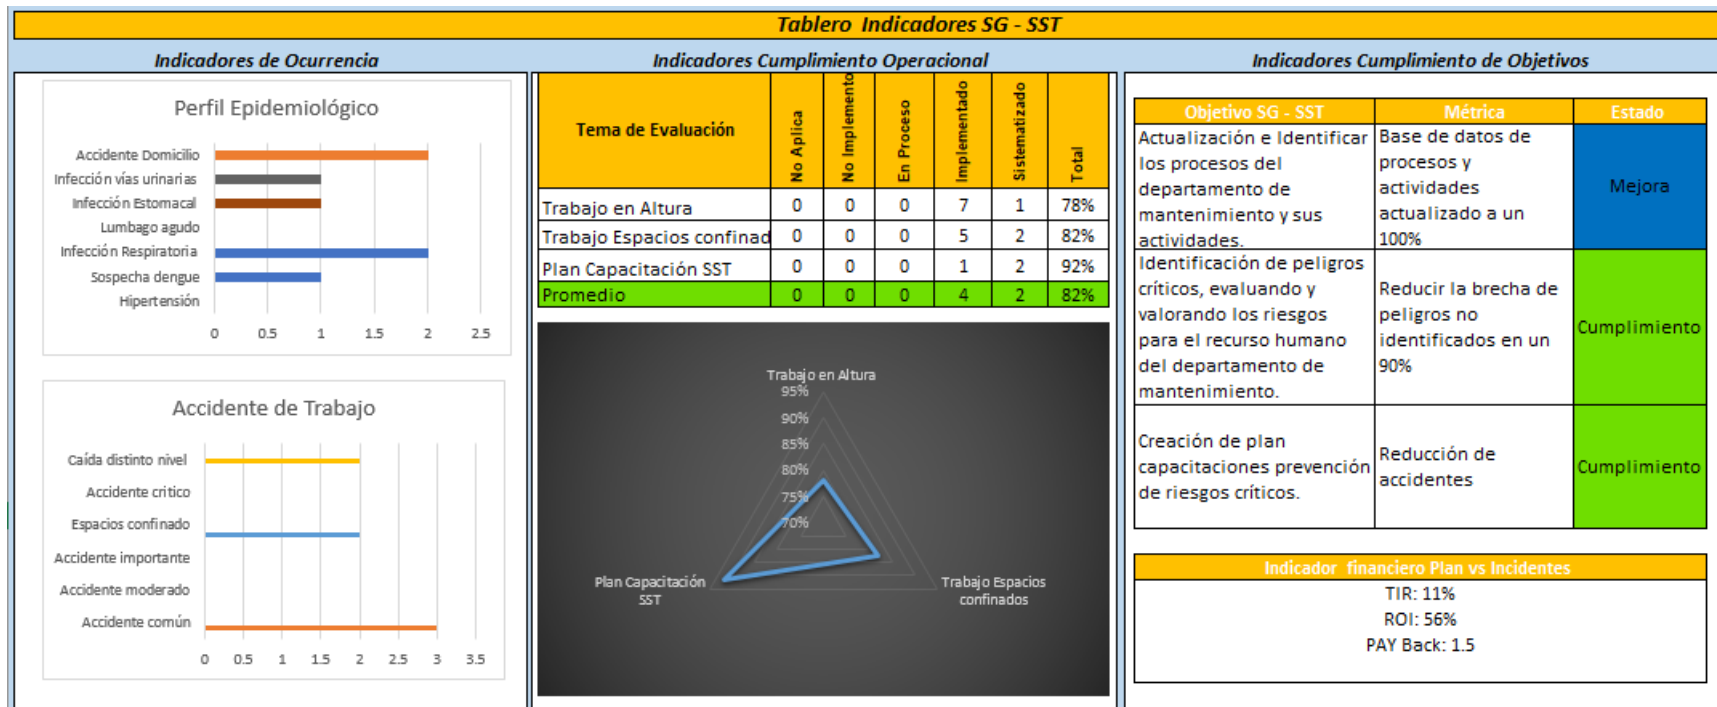 Tablero Indicadores SG - SST
Indicadores de Ocurrencia
Perfil Epidemiológico
Accidente Domicilio
Infección vías urinarias
Infección Estomacal
Lumbago agudo
Infección Respiratoria
Sospecha dengue
Hipertensión
0 0.5 1 1.5 2 2.5
Accidente de Trabajo
Caída distinto nivel
Accidente critico
Espacios confinado
Accidente importante
Accidente moderado
Accidente común
0 0.5 1 1.5 2 2.5 3 3.5
Indicadores Cumplimiento Operacional
Tema de Evaluación No Aplica No Implemento En Proceso Implementado Sistematizado Total
Trabajo en Altura 0 0 0 7 1 78%
Trabajo Espacios confinad 0 0 0 5 2 82%
Plan Capacitación SST 0 0 0 1 2 92%
Promedio 0 0 0 4 2 82%
Trabajo en Altura
95%
90%
85%
80%
75%
70%
Plan Capacitación
SST
Trabajo Espacios
confinados
Indicadores Cumplimiento de Objetivos
Objetivo SG - SST Métrica Estado
Actualización e Identificar
los procesos del
departamento de
mantenimiento y sus
actividades.
Base de datos de
procesos y
actividades
actualizado a un
100%
Mejora
Identificación de peligros
críticos, evaluando y
valorando los riesgos
para el recurso humano
del departamento de
mantenimiento.
Reducir la brecha de
peligros no
identificados en un
90%
Cumplimiento
Creación de plan
capacitaciones prevención
de riesgos críticos.
Reducción de
accidentes
Cumplimiento
Indicador financiero Plan vs Incidentes
TIR: 11%
ROI: 56%
PAY Back: 1.5